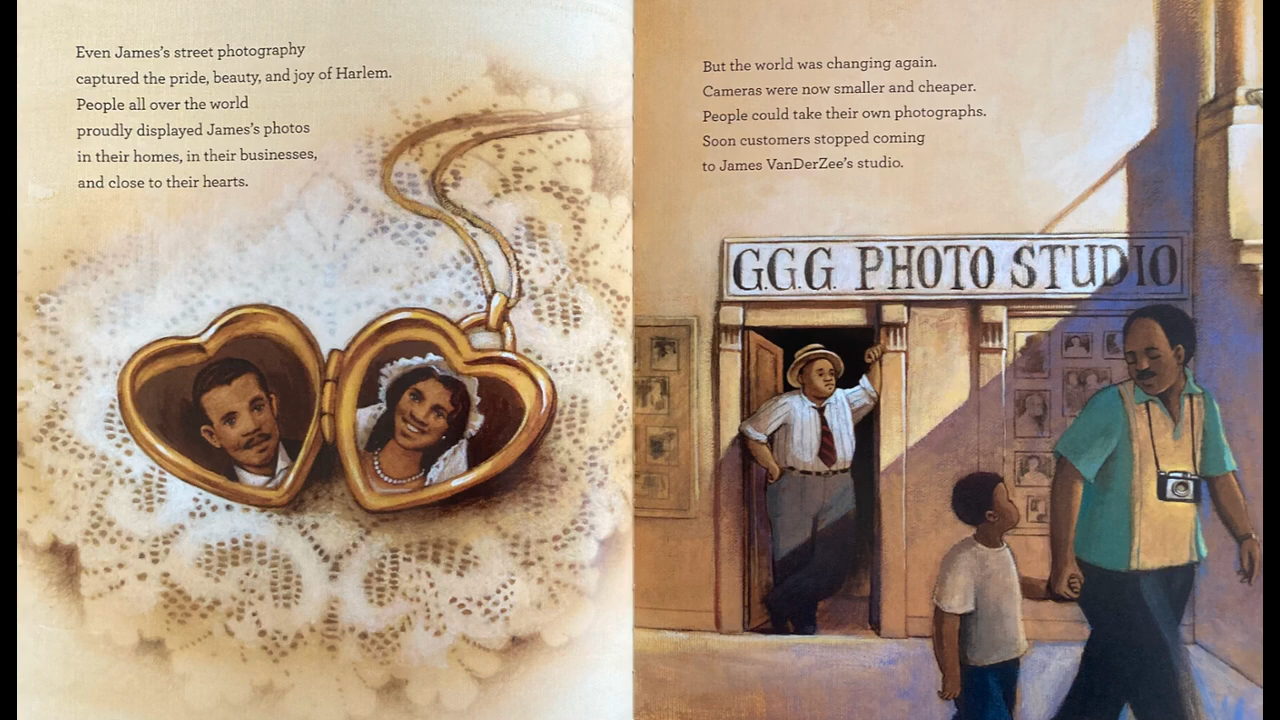 Even James's street photography
captured the pride, beauty, and joy of Harlem.
People all over the world
proudly displayed James's photos
in their homes, in their businesses,
and close to their hearts.
But the world was changing again.
Cameras were now smaller and cheaper.
People could take their own photographs.
Soon customers stopped coming
to James VanDerZee's studio.
G.G.G. PHOTO STUDIO